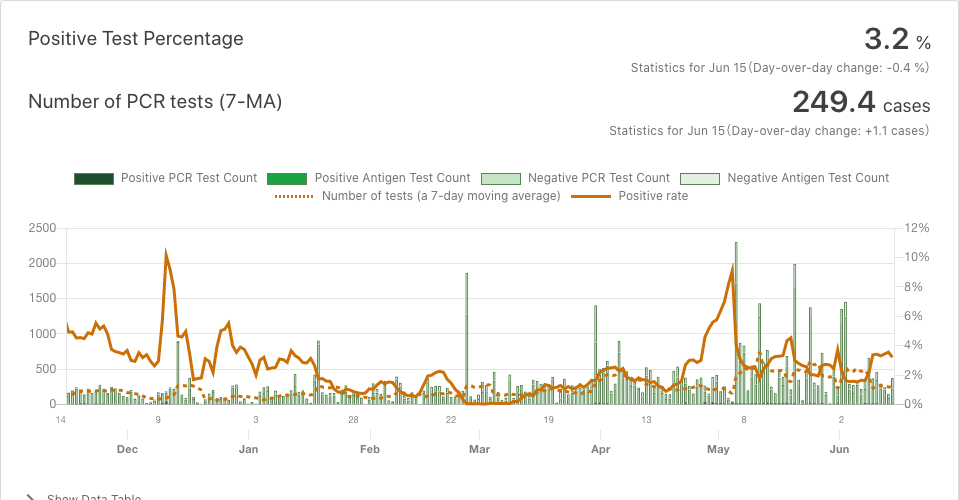 Positive Test Percentage
3.2 %
Statistics for Jun 15(Day-over-day change: -0.4 %)
Number of PCR tests (7-MA)
249.4 cases
Statistics for Jun 15(Day-over-day change: +1.1 cases)
Positive PCR Test Count Positive Antigen Test Count Negative PCR Test Count Negative Antigen Test Count
Number of tests (a 7-day moving average) Positive rate
2500 12%
2000 10%
1500 8%
1000 6%
500 4%
0 2%
0%
14 9 3 28 22 19 13 8 2
Dec Jan Feb Mar Apr May Jun
Show Data Table